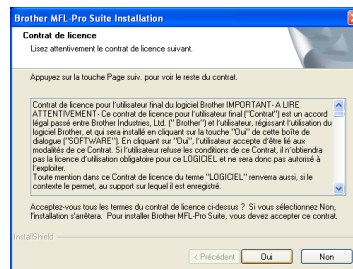 Brother MFL-Pro Suite Installation
Contrat de licence
Lisez attentivement le contrat de licence suivant.
Appuyez sur la touche Page suiv. pour voir le reste du contrat.
Contrat de licence pour l'utilisateur final du logiciel Brother IMPORTANT- A LIRE
ATTENTIVEMENT- Ce contrat de licence pour l'utilisateur final ("Contrat") est un accord
légal passé entre Brother Industries, Ltd. (" Brother") et l'utilisateur, régissant l'utilisation du
logiciel Brother, et qui sera installé en cliquant sur la touche "Oui" de cette boîte de
dialogue ("SOFTWARE"). En cliquant sur "Oui", l'utilisateur accepte d'être lié aux
modalités de ce Contrat. Si l'utilisateur refuse les conditions de ce Contrat, il n'obtiendra
pas la licence d'utilisation obligatoire pour ce LOGICIEL et ne sera donc pas autorisé à
l'exploiter.
Toute mention dans ce Contrat de licence du terme "LOGICIEL" renverra aussi, si le
contexte le permet, au support sur lequel il est enregistré.
Acceptez-vous tous les termes du contrat de licence ci-dessus ? Si vous sélectionnez Non,
l'installation s'arrêtera. Pour installer Brother MFL-Pro Suite, vous devez accepter ce contrat.
InstallShield
< Précédent
Oui
Non